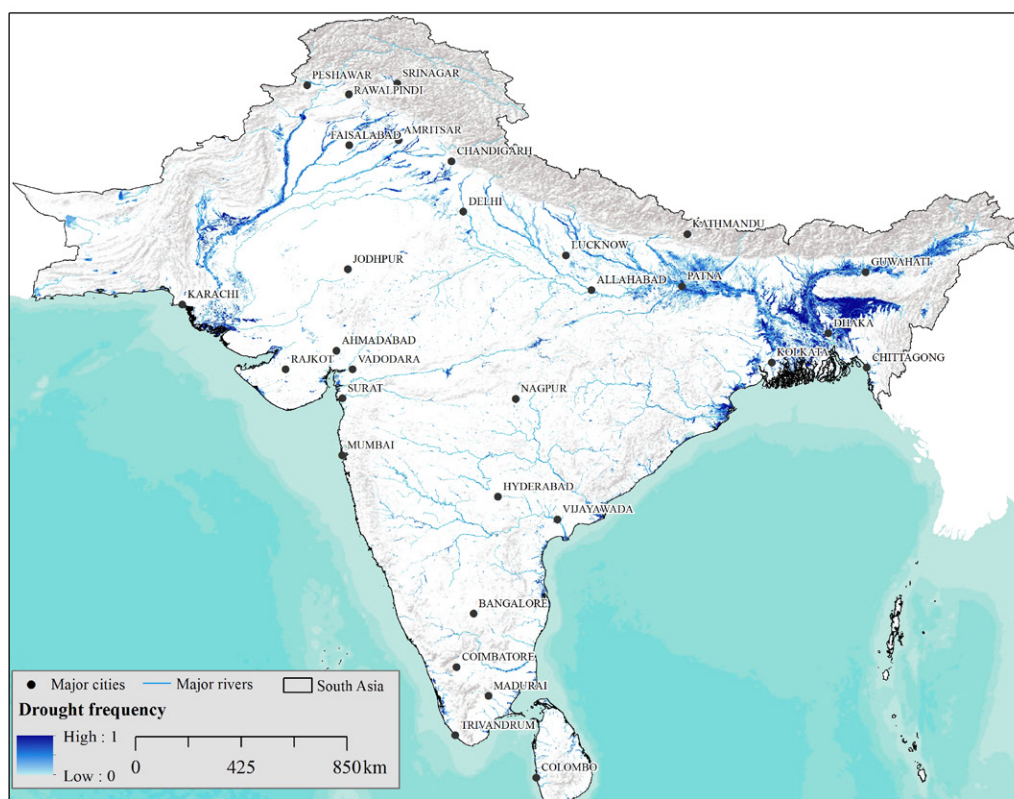 PESHAWAR
SRINAGAR
RAWALPINDI
FAISALABAD
AMRITSAR
CHANDIGARH
DELHI
KATHMANDU
LUCKNOW
JODHPUR
GUWAHATI
ALLAHABAD
PATNA
KARACHI
DHAKA
AHMADABAD
KOLKATA
CHITTAGONG
RAJKOT
VADODARA
SURAT
NAGPUR
MUMBAI
HYDERABAD
VIJAYAWADA
BANGALORE
COIMBATORE
MADURAI
TRIVANDRUM
COLOMBO
Major cities
Major rivers
South Asia
Drought frequency
High : 1
Low : 0
0
425
850 km